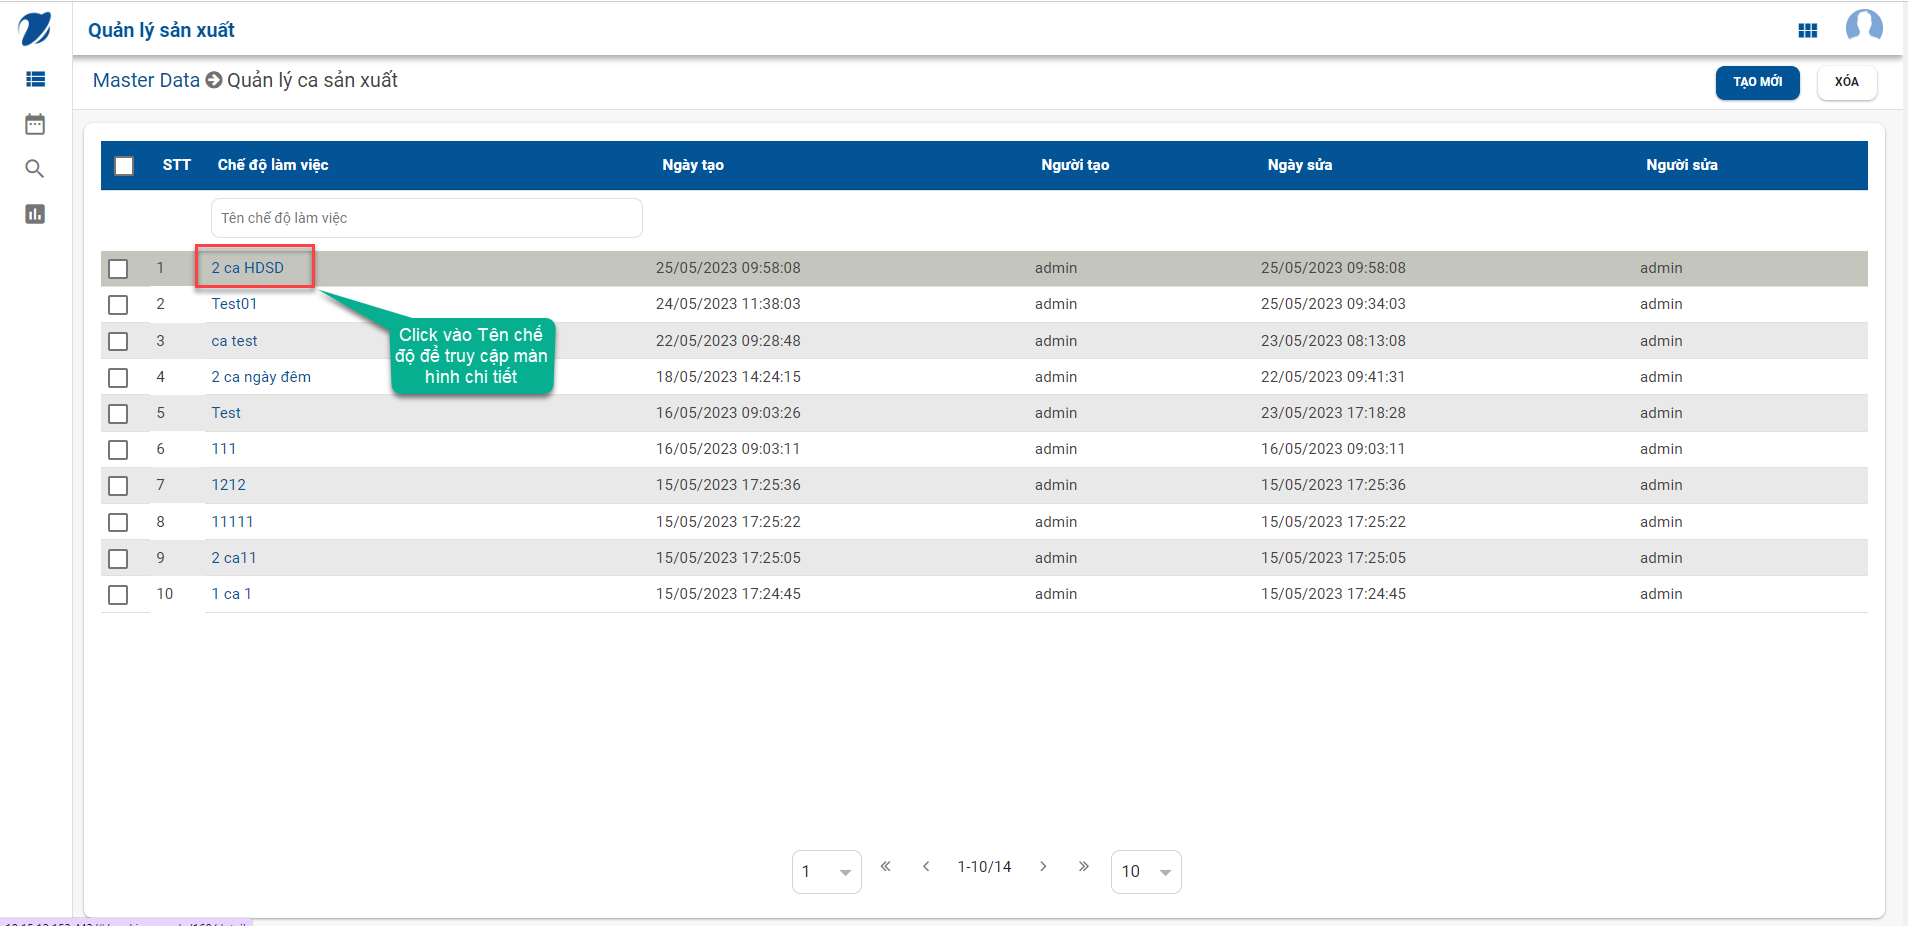 Quản lý sản xuất
Master Data Quản lý ca sản xuất
TẠO MỚI XÓA
STT Chế độ làm việc Ngày tạo Người tạo Ngày sửa Người sửa
Tên chế độ làm việc
1 2 ca HDSD 25/05/2023 09:58:08 admin 25/05/2023 09:58:08 admin
2 Test01 24/05/2023 11:38:03 admin 25/05/2023 09:34:03 admin
3 ca test 22/05/2023 09:28:48 admin 23/05/2023 08:13:08 admin
4 2 ca ngày đêm 18/05/2023 14:24:15 admin 22/05/2023 09:41:31 admin
5 Test 16/05/2023 09:03:26 admin 23/05/2023 17:18:28 admin
6 111 16/05/2023 09:03:11 admin 16/05/2023 09:03:11 admin
7 1212 15/05/2023 17:25:36 admin 15/05/2023 17:25:36 admin
8 11111 15/05/2023 17:25:22 admin 15/05/2023 17:25:22 admin
9 2 ca11 15/05/2023 17:25:05 admin 15/05/2023 17:25:05 admin
10 1 ca 1 15/05/2023 17:24:45 admin 15/05/2023 17:24:45 admin
Click vào Tên chế
độ để truy cập màn
hình chi tiết
1 « ‹ 1-10/14 › » 10